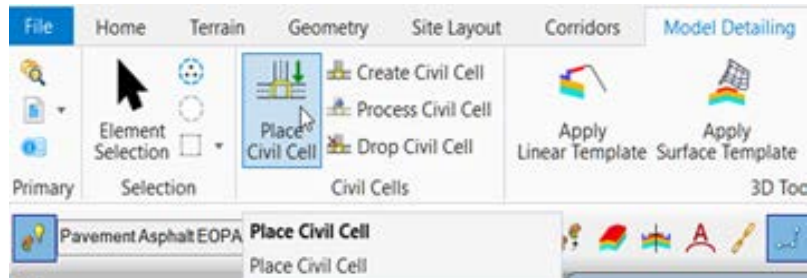 File Home Terrain Geometry Site Layout Corridors Model Detailing
Element Selection
Place Civil Cell
Create Civil Cell
Process Civil Cell
Drop Civil Cell
Apply Linear Template
Apply Surface Template
Primary Selection Civil Cells 3D Too
Pavement Asphalt EOPA
Place Civil Cell
Place Civil Cell